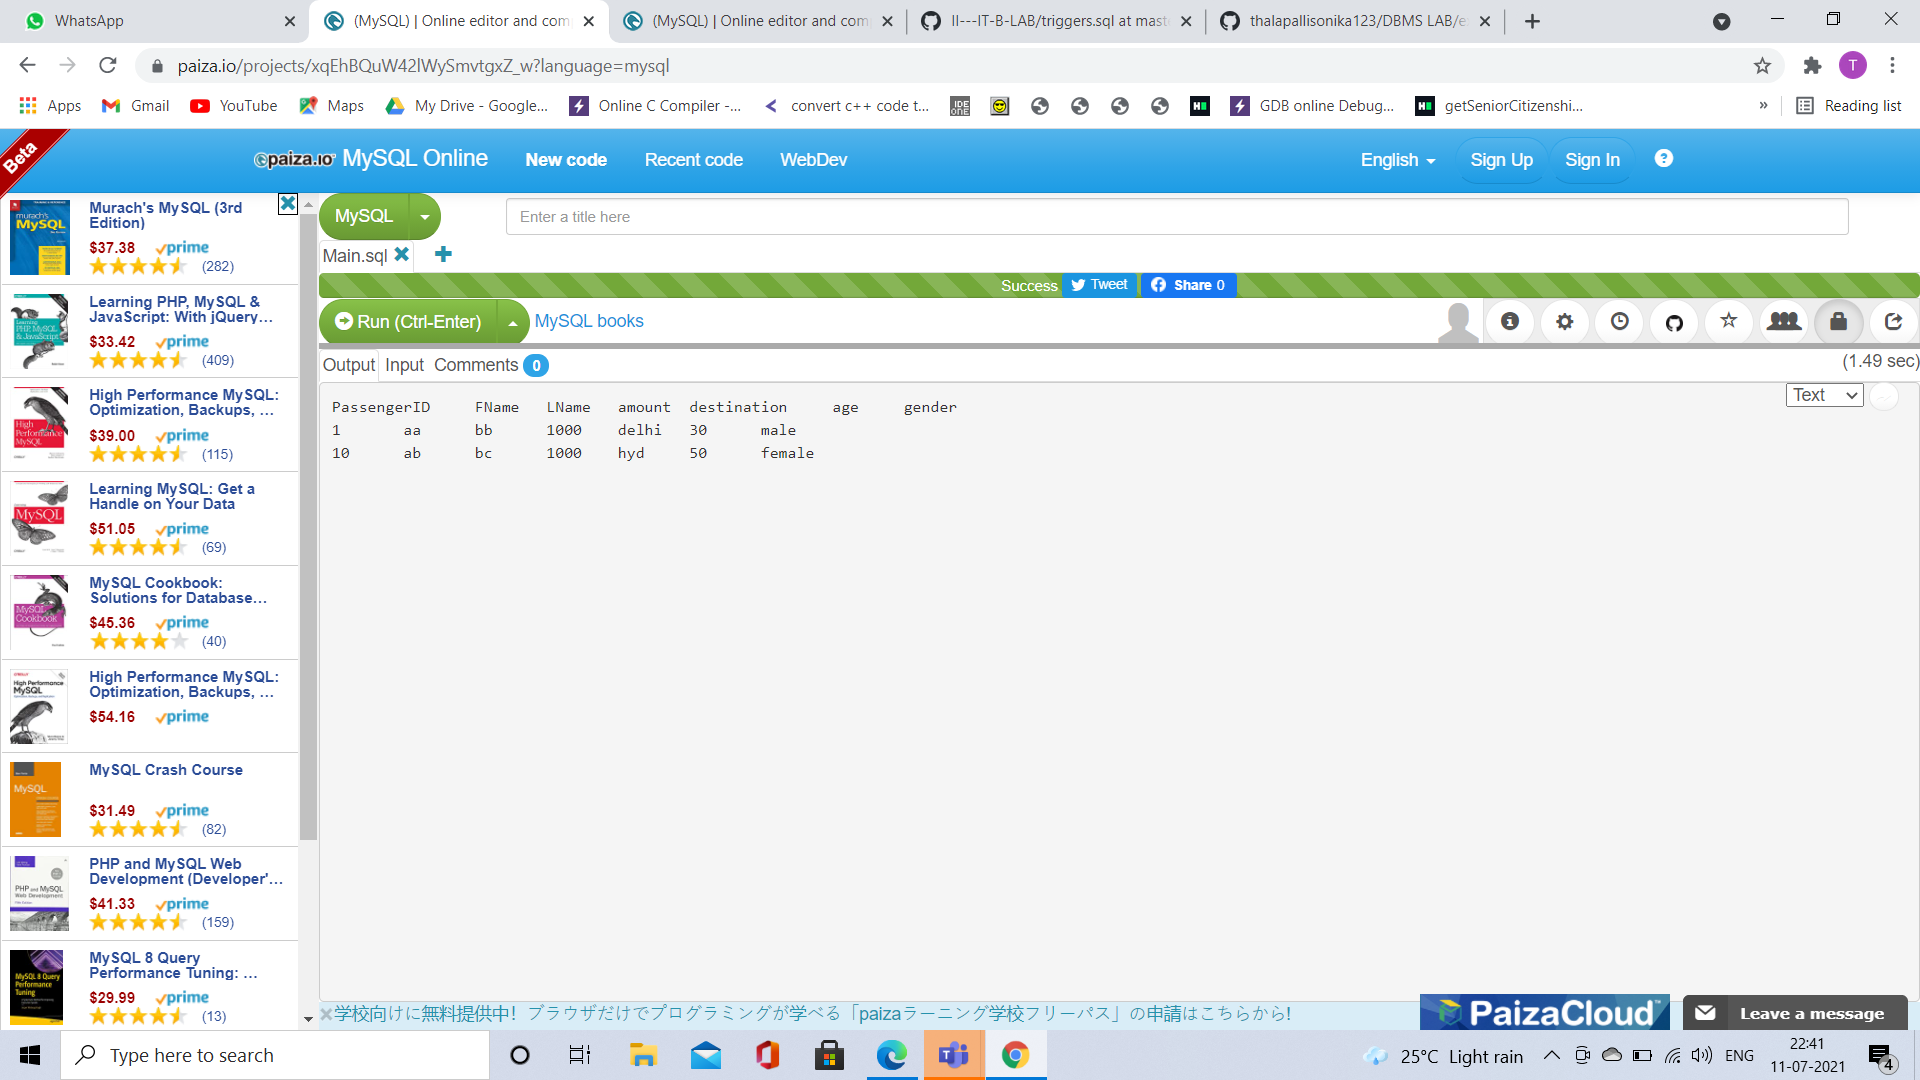 WhatsApp
(MySQL) | Online editor and com
(MySQL) | Online editor and com
II---IT-B-LAB/triggers.sql at mast
thalapallisonika123/DBMS LAB/e
paiza.io/projects/xqEhBQuW42lWySmvtgxZ_w?language=mysql
T
Apps
Gmail
YouTube
Maps
My Drive - Google...
Online C Compiler -...
convert c++ code t...
GDB online Debug...
getSeniorCitizenshi...
»
Reading list
Beta
paiza.io MySQL Online
New code
Recent code
WebDev
English
Sign Up
Sign In
Murach's MySQL (3rd
Edition)
$37.38 prime
(282)
Learning PHP, MySQL &
JavaScript: With jQuery…
$33.42 prime
(409)
High Performance MySQL:
Optimization, Backups, …
$39.00 prime
(115)
Learning MySQL: Get a
Handle on Your Data
$51.05 prime
(69)
MySQL Cookbook:
Solutions for Database…
$45.36 prime
(40)
High Performance MySQL:
Optimization, Backups, …
$54.16 prime
MySQL Crash Course
$31.49 prime
(82)
PHP and MySQL Web
Development (Developer'…
$41.33 prime
(159)
MySQL 8 Query
Performance Tuning: …
$29.99 prime
(13)
MySQL
Enter a title here
Main.sql
Success Tweet Share 0
Run (Ctrl-Enter)
MySQL books
Output Input Comments 0
(1.49 sec)
Text
PassengerID FName LName amount destination age gender
1 aa bb 1000 delhi 30 male
10 ab bc 1000 hyd 50 female
学校向けに無料提供中！ブラウザだけでプログラミングが学べる「paizaラーニング学校フリーパス」の申請はこちらから!
PaizaCloud
Leave a message
Type here to search
25°C Light rain
ENG
22:41
11-07-2021
4